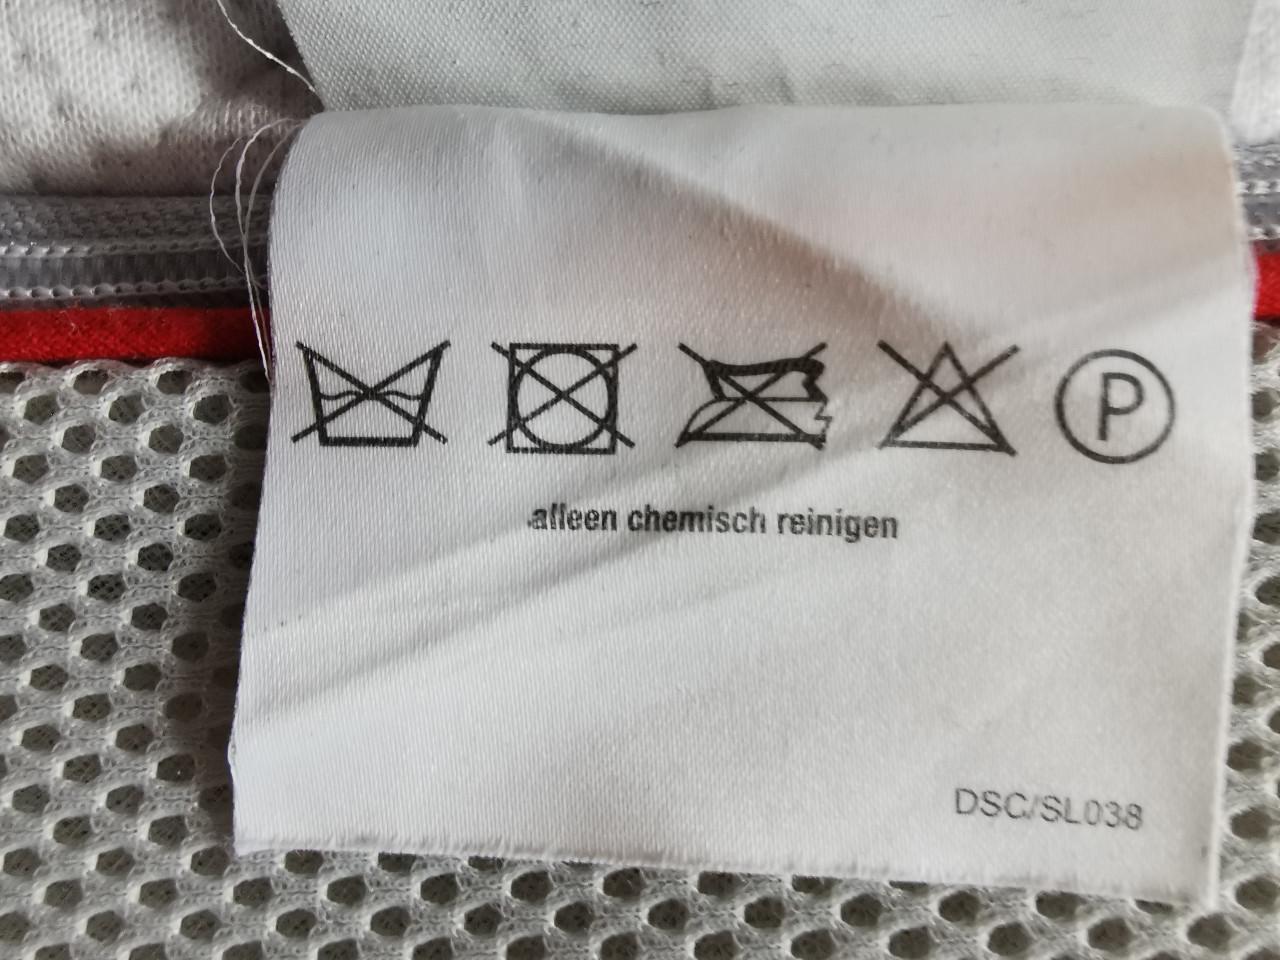 P
alleen chemisch reinigen
DSC/SL038